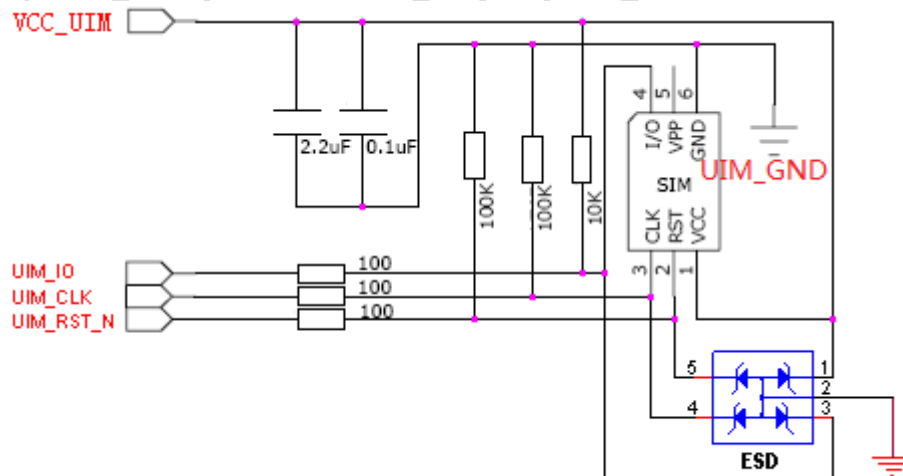 VCC_UIM
2.2uF
0.1uF
100K
100K
10K
4
5
6
I/O
VPP
GND
SIM
CLK
RST
VCC
3
2
1
UIM_GND
UIM_IO
100
UIM_CLK
100
UIM_RST_N
100
5
1
2
4
3
ESD